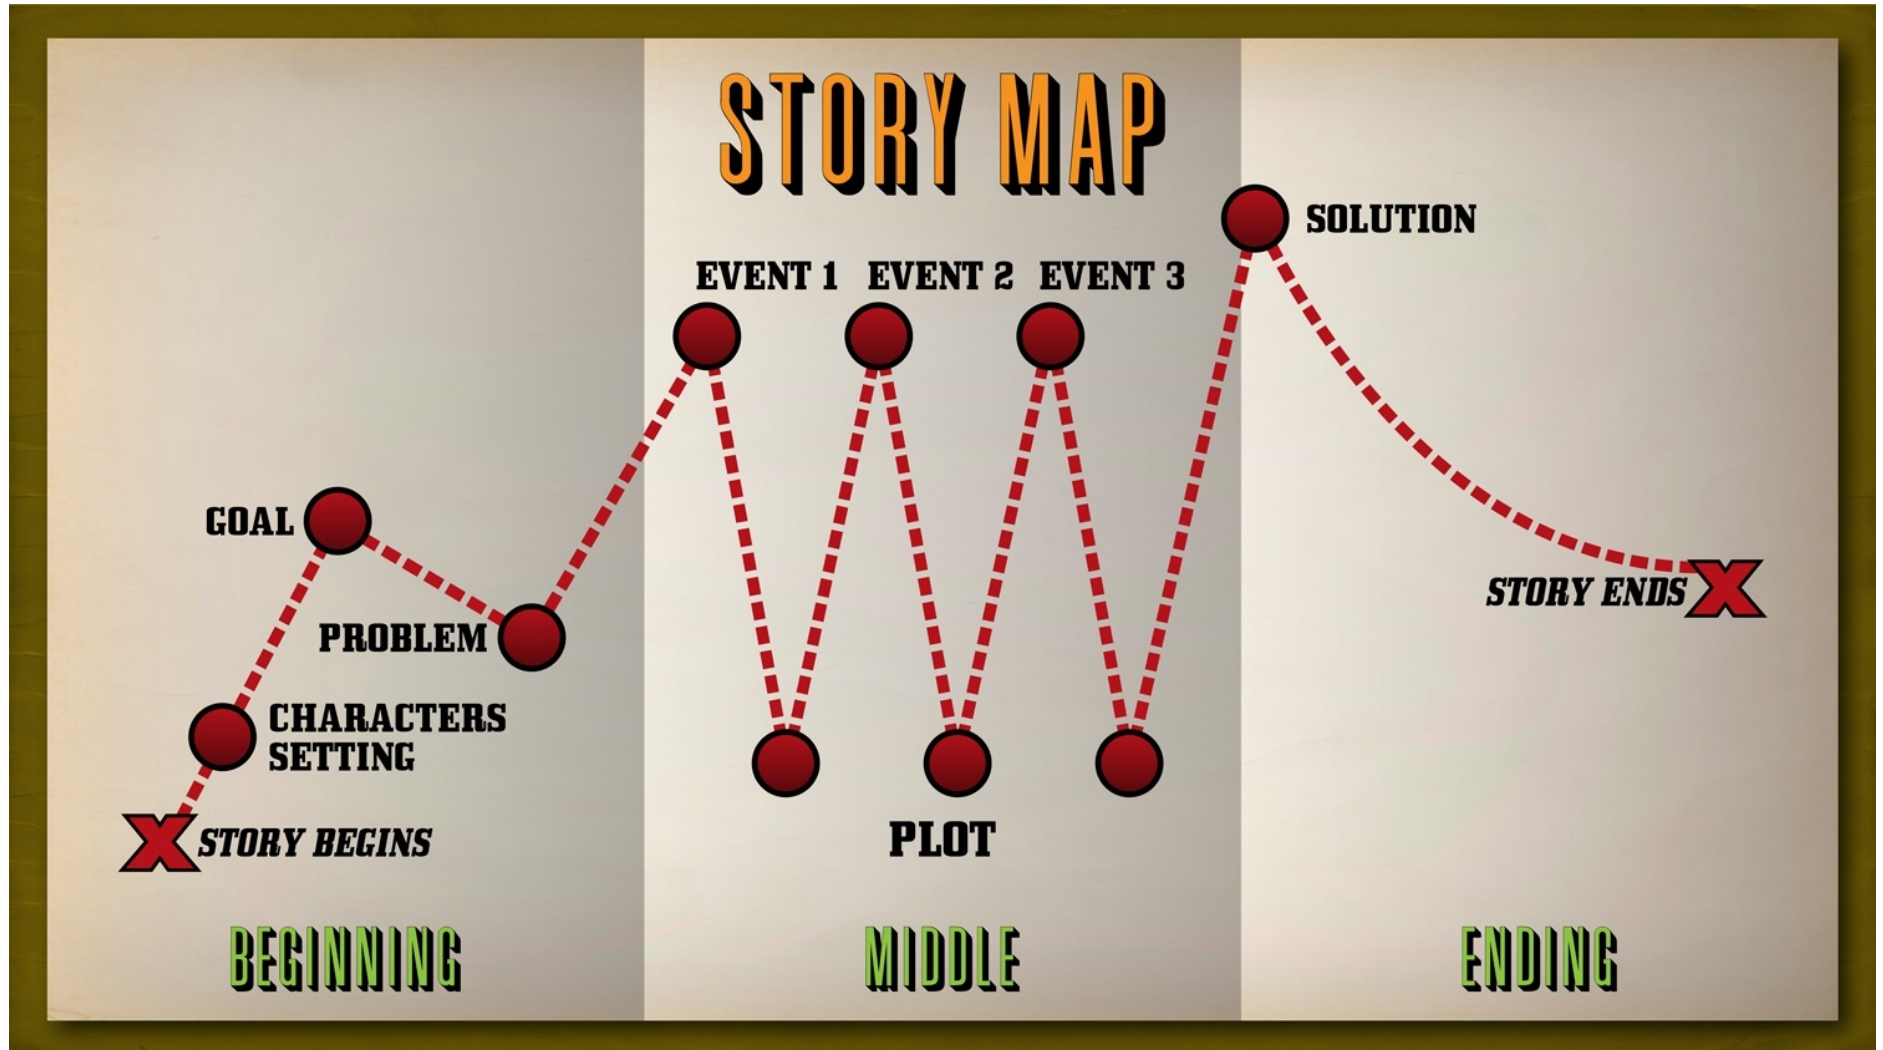 STORY MAP
EVENT 1 EVENT 2 EVENT 3
SOLUTION
GOAL
PROBLEM
CHARACTERS
SETTING
STORY BEGINS
PLOT
STORY ENDS
BEGINNING
MIDDLE
ENDING